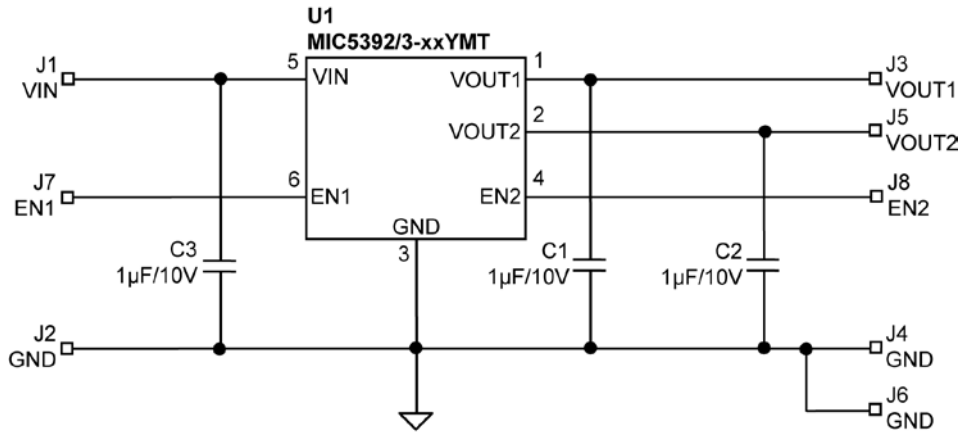 U1
MIC5392/3-xxYMT
J1
VIN
5
VIN
VOUT1
1
J3
VOUT1
VOUT2
2
J5
VOUT2
J7
EN1
6
EN1
EN2
4
J8
EN2
GND
3
C3
1µF/10V
C1
1µF/10V
C2
1µF/10V
J2
GND
J4
GND
J6
GND